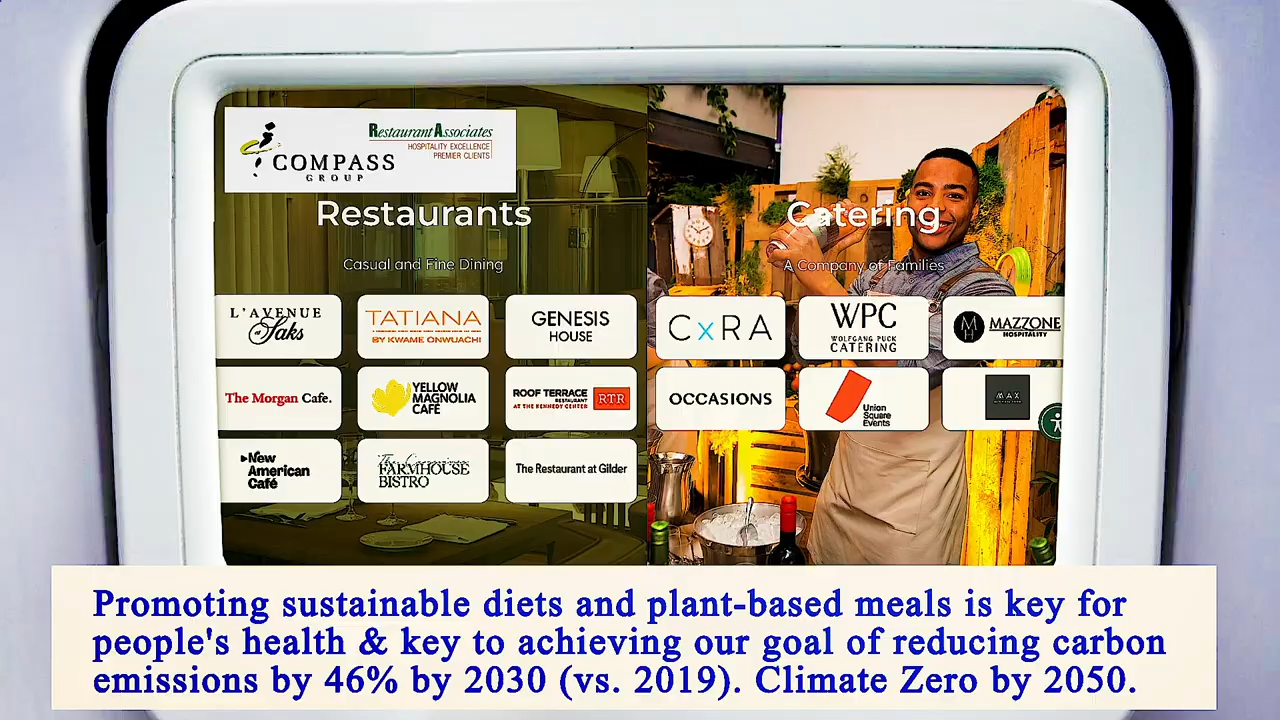 COMPASS
GROUP
Restaurant Associates
HOSPITALITY EXCELLENCE
PREMIER CLIENTS
Restaurants
Casual and Fine Dining
L'AVENUE
at Saks
TATIANA
BY KWAME ONWUACHI
GENESIS
HOUSE
The Morgan Cafe.
YELLOW
MAGNOLIA
CAFÉ
ROOF TERRACE
RESTAURANT
AT THE KENNEDY CENTER
RTR
New
American
Café
FARMHOUSE
BISTRO
The Restaurant at Gilder
Catering
A Company of Families
CxRA
WPC
WOLFGANG PUCK
CATERING
MH
MAZZONE
HOSPITALITY
OCCASIONS
Union
Square
Events
MAX
Promoting sustainable diets and plant-based meals is key for
people's health & key to achieving our goal of reducing carbon
emissions by 46% by 2030 (vs. 2019). Climate Zero by 2050.